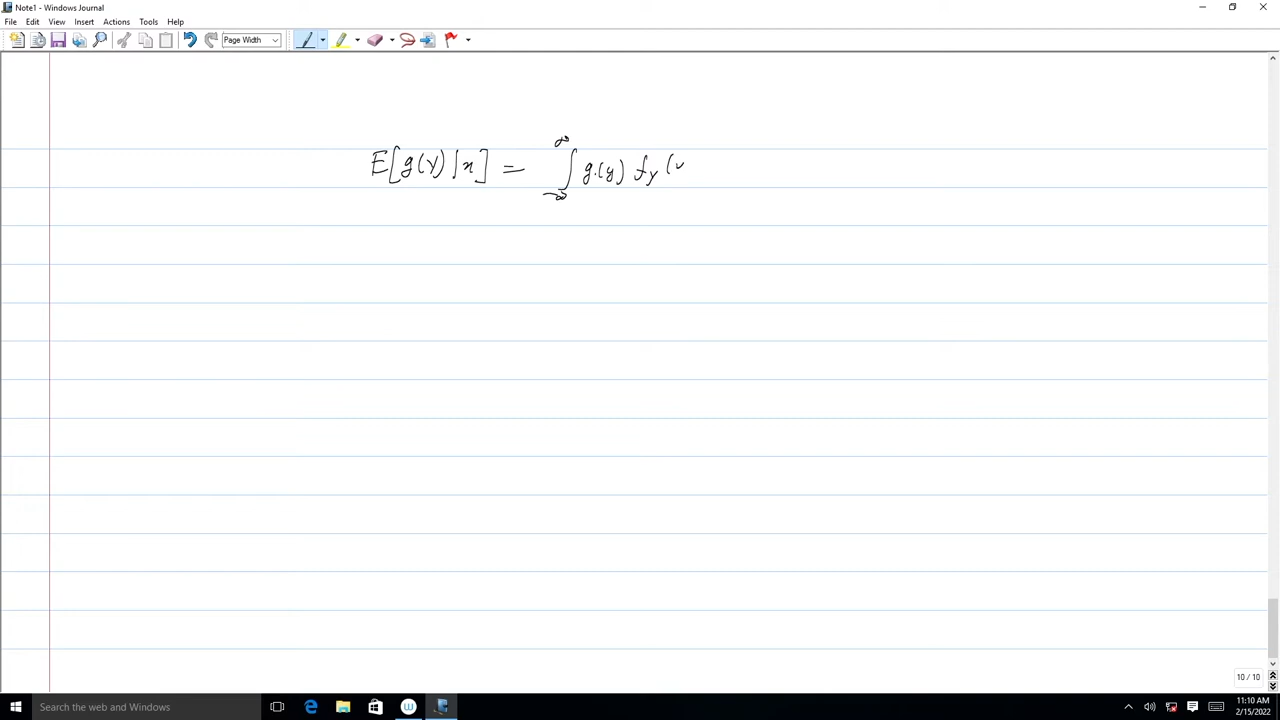 Note1 - Windows Journal
File Edit View Insert Actions Tools Help
Page Width
E[g(Y)|x] = ∫_{-∞}^{∞} g(y) f_Y (
10 / 10
Search the web and Windows
11:10 AM
2/15/2022